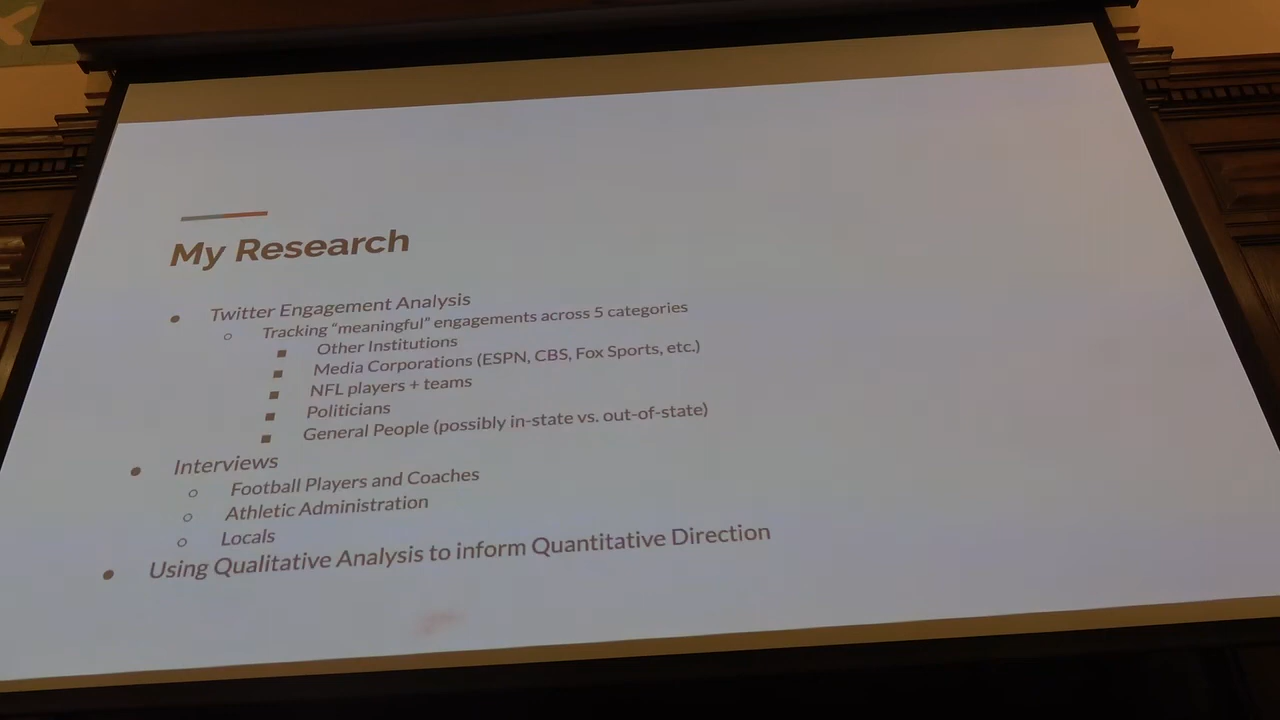 My Research
Twitter Engagement Analysis
Tracking “meaningful” engagements across 5 categories
Other Institutions
Media Corporations (ESPN, CBS, Fox Sports, etc.)
NFL players + teams
Politicians
General People (possibly in-state vs. out-of-state)
Interviews
Football Players and Coaches
Athletic Administration
Locals
Using Qualitative Analysis to inform Quantitative Direction